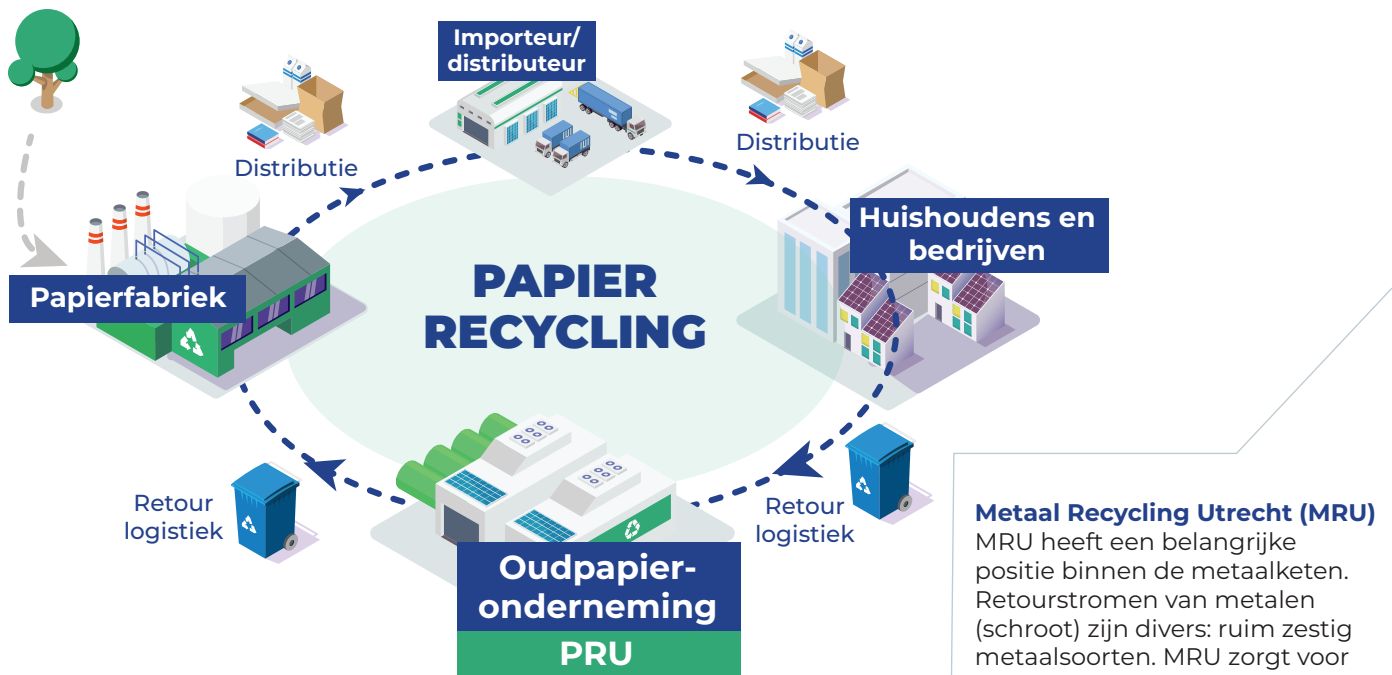 Importeur/
distributeur
Distributie
Distributie
Huishoudens en
bedrijven
Papierfabriek
PAPIER
RECYCLING
Retour
logistiek
Retour
logistiek
Oudpapier-
onderneming
PRU
Metaal Recycling Utrecht (MRU)
MRU heeft een belangrijke
positie binnen de metaalketen.
Retourstromen van metalen
(schroot) zijn divers: ruim zestig
metaalsoorten. MRU zorgt voor